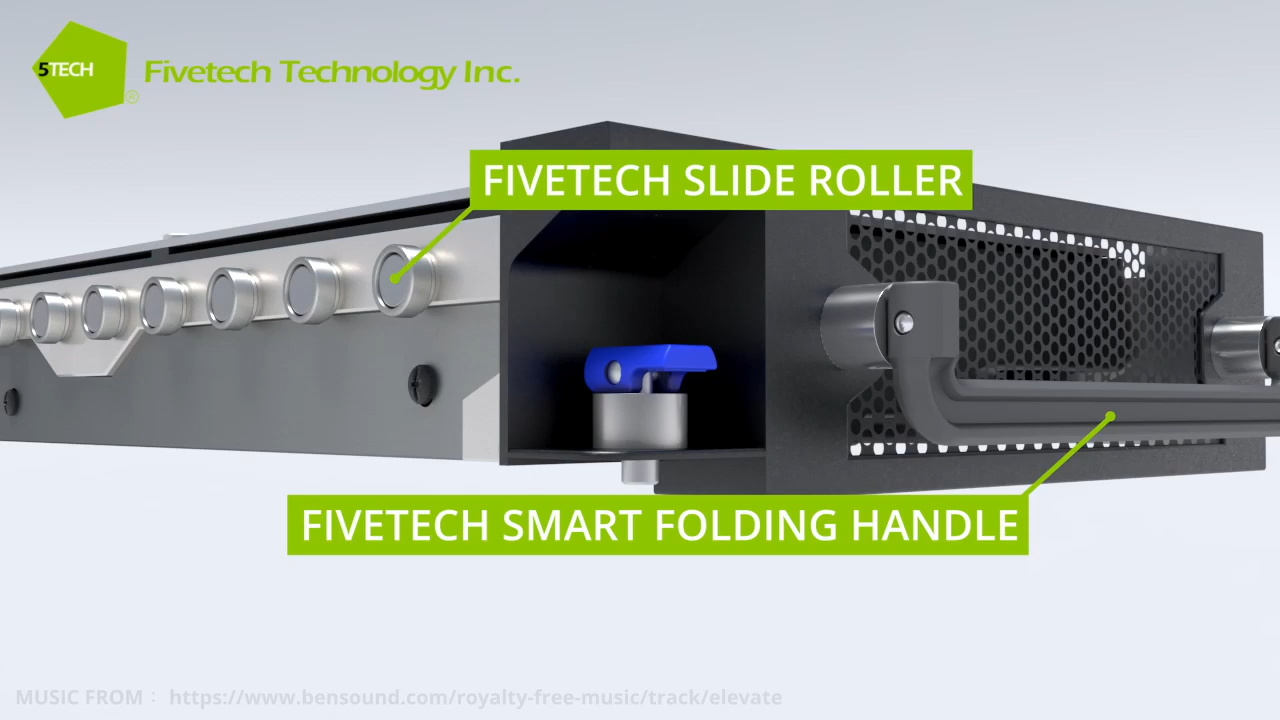 5TECH
®
Fivetech Technology Inc.
FIVETECH SLIDE ROLLER
FIVETECH SMART FOLDING HANDLE
MUSIC FROM： https://www.bensound.com/royalty-free-music/track/elevate